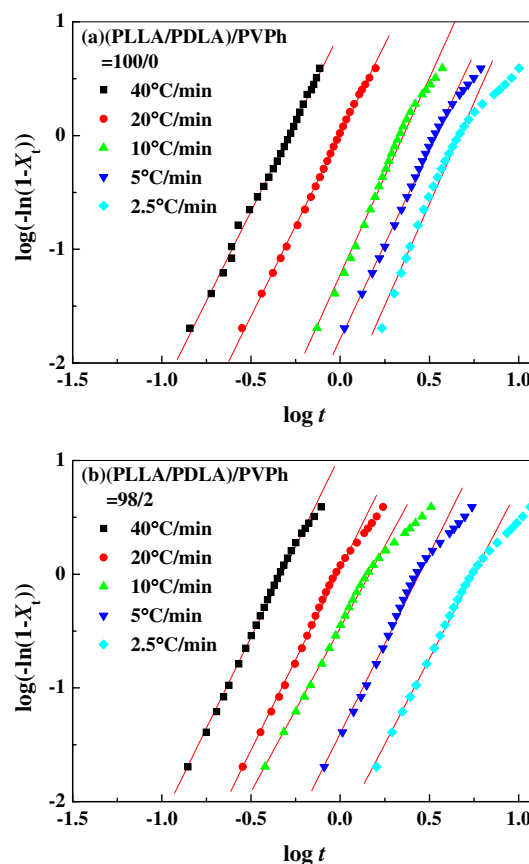 (a)(PLLA/PDLA)/PVPh
=100/0
40°C/min
20°C/min
10°C/min
5°C/min
2.5°C/min
log(-ln(1-Xt))
1
0
-1
-2
-1.5 -1.0 -0.5 0.0 0.5 1.0
log t
(b)(PLLA/PDLA)/PVPh
=98/2
40°C/min
20°C/min
10°C/min
5°C/min
2.5°C/min
log(-ln(1-Xt))
1
0
-1
-2
-1.5 -1.0 -0.5 0.0 0.5 1.0
log t